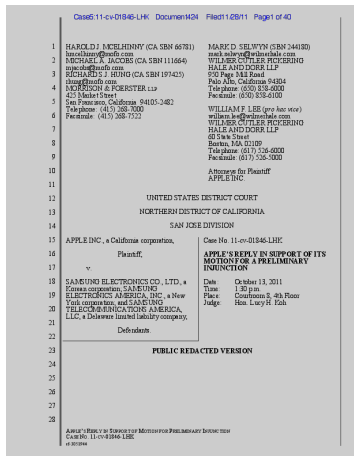 Case5:11-cv-01846-LHK Document424 Filed11/28/11 Page1 of 40
1 HAROLD J. MCELHINNY (CA SBN 66781)
hmcelhinny@mofo.com
2 MICHAEL A. JACOBS (CA SBN 111664)
mjacobs@mofo.com
3 RICHARD S.J. HUNG (CA SBN 197425)
rhung@mofo.com
4 MORRISON & FOERSTER LLP
425 Market Street
5 San Francisco, California 94105-2482
Telephone: (415) 268-7000
6 Facsimile: (415) 268-7522
7
8
9
10
11
MARK D. SELWYN (SBN 244180)
mark.selwyn@wilmerhale.com
WILMER CUTLER PICKERING
HALE AND DORR LLP
950 Page Mill Road
Palo Alto, California 94304
Telephone: (650) 858-6000
Facsimile: (650) 858-6100
WILLIAM F. LEE (pro hac vice)
william.lee@wilmerhale.com
WILMER CUTLER PICKERING
HALE AND DORR LLP
60 State Street
Boston, MA 02109
Telephone: (617) 526-6000
Facsimile: (617) 526-5000
Attorneys for Plaintiff
APPLE INC.
12 UNITED STATES DISTRICT COURT
13 NORTHERN DISTRICT OF CALIFORNIA
14 SAN JOSE DIVISION
15 APPLE INC., a California corporation,
16 Plaintiff,
17 v.
18 SAMSUNG ELECTRONICS CO., LTD., a
Korean corporation, SAMSUNG
19 ELECTRONICS AMERICA, INC., a New
York corporation, and SAMSUNG
20 TELECOMMUNICATIONS AMERICA,
LLC, a Delaware limited liability company,
21
Defendants.
22
Case No. 11-cv-01846-LHK
APPLE'S REPLY IN SUPPORT OF ITS
MOTION FOR A PRELIMINARY
INJUNCTION
Date: October 13, 2011
Time: 1:30 p.m.
Place: Courtroom 8, 4th Floor
Judge: Hon. Lucy H. Koh
23 PUBLIC REDACTED VERSION
24
25
26
27
28
APPLE'S REPLY IN SUPPORT OF MOTION FOR PRELIMINARY INJUNCTION
CASE NO. 11-cv-01846-LHK